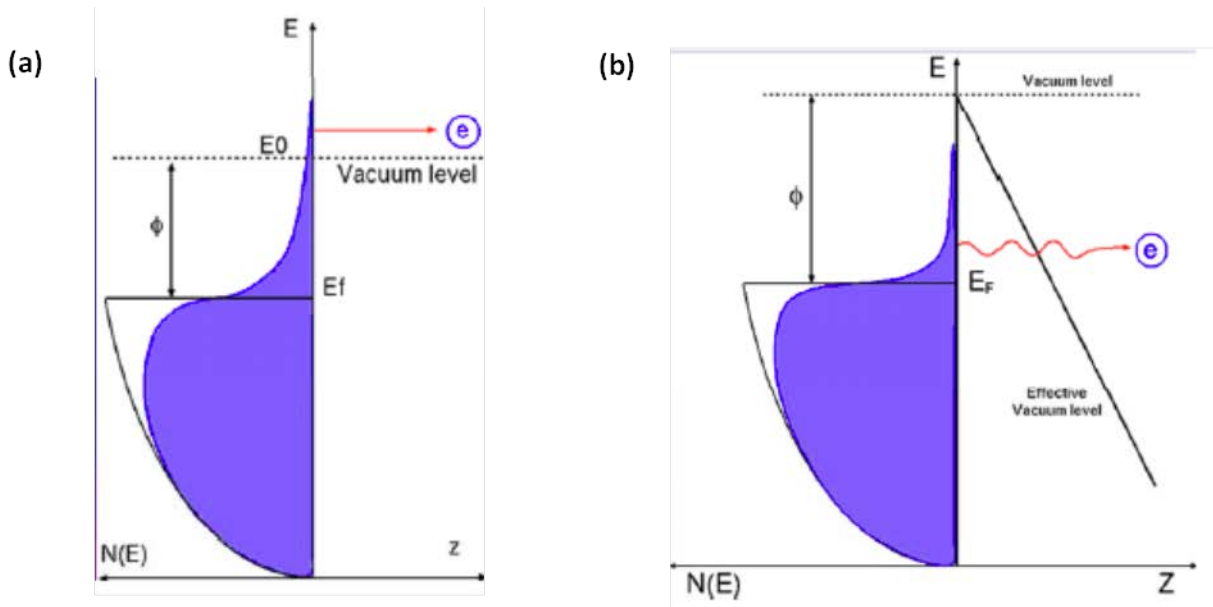 (a)
E
e
E0
Vacuum level
ϕ
Ef
N(E)
z
(b)
E
Vacuum level
ϕ
e
E_F
Effective
Vacuum level
N(E)
Z